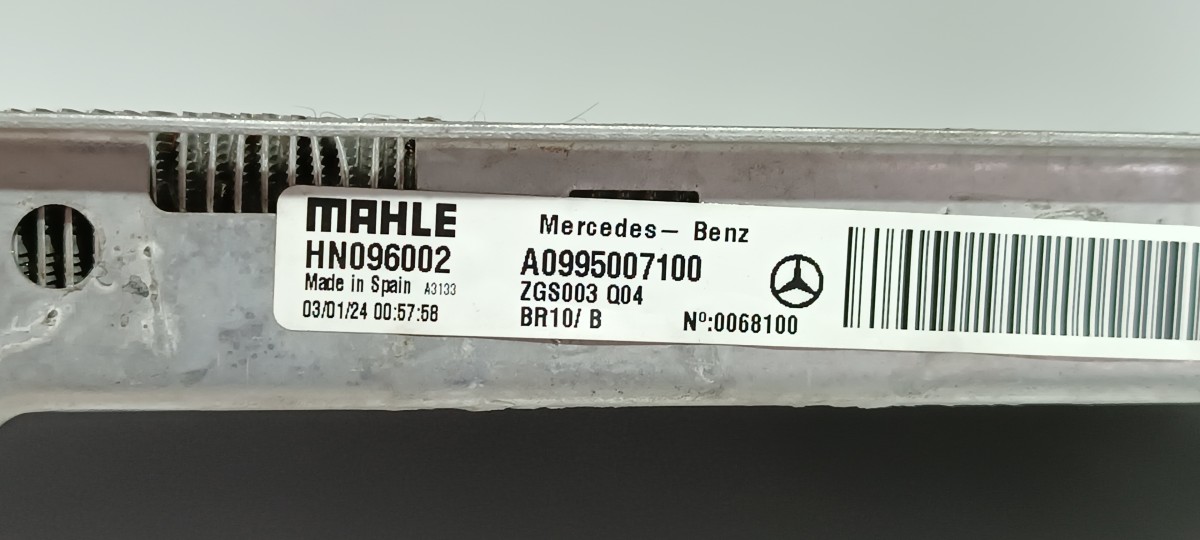 MAHLE
HN096002
Made in Spain A3133
03/01/24 00:57:58
Mercedes- Benz
A0995007100
ZGS003 Q04
BR10/ B Nº:0068100